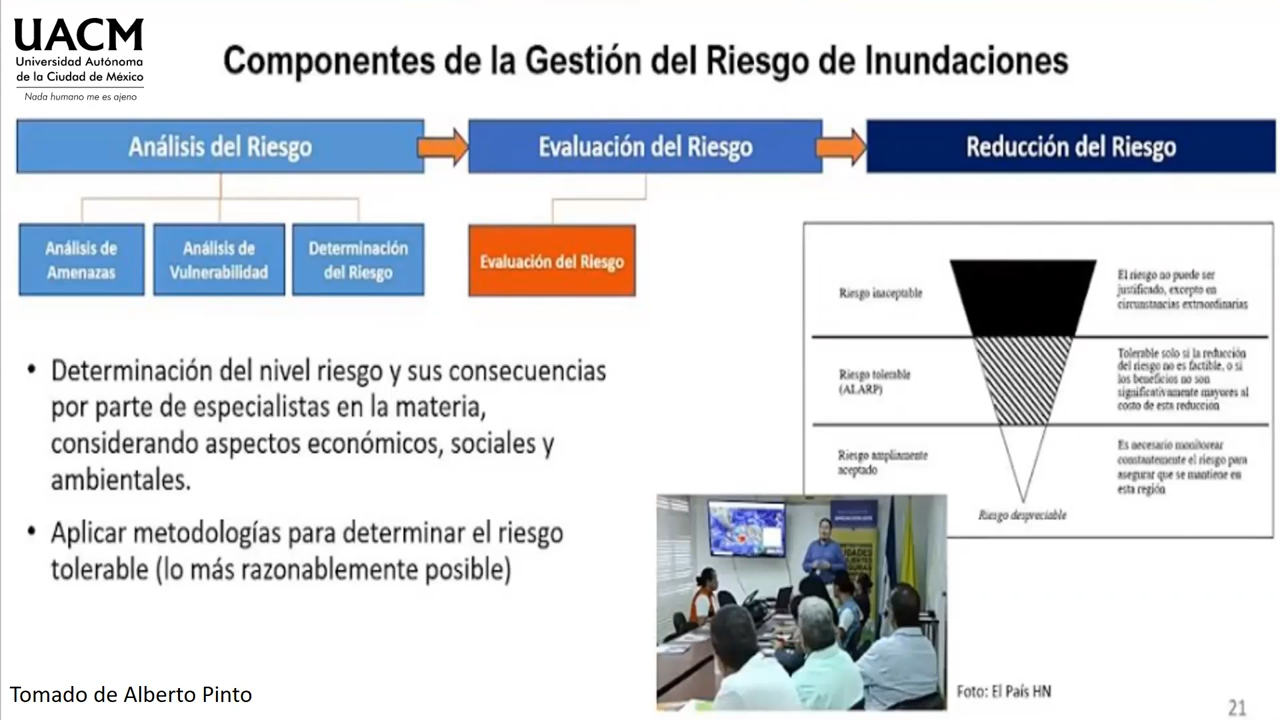 UACM
Universidad Autónoma
de la Ciudad de México
Nada humano me es ajeno
Componentes de la Gestión del Riesgo de Inundaciones
Análisis del Riesgo
Evaluación del Riesgo
Reducción del Riesgo
Análisis de
Amenazas
Análisis de
Vulnerabilidad
Determinación
del Riesgo
Evaluación del Riesgo
Riesgo inaceptable
El riesgo no puede ser
justificado, excepto en
circunstancias extraordinarias
Riesgo tolerable
(ALARP)
Tolerable solo si la reducción
del riesgo no es factible, o si
los beneficios no son
significativamente mayores al
costo de esta reducción
Riesgo ampliamente
aceptado
Es necesario monitorear
constantemente el riesgo para
asegurar que se mantiene en
esta región
Riesgo despreciable
• Determinación del nivel riesgo y sus consecuencias
por parte de especialistas en la materia,
considerando aspectos económicos, sociales y
ambientales.
• Aplicar metodologías para determinar el riesgo
tolerable (lo más razonablemente posible)
Foto: El País HN
Tomado de Alberto Pinto
21